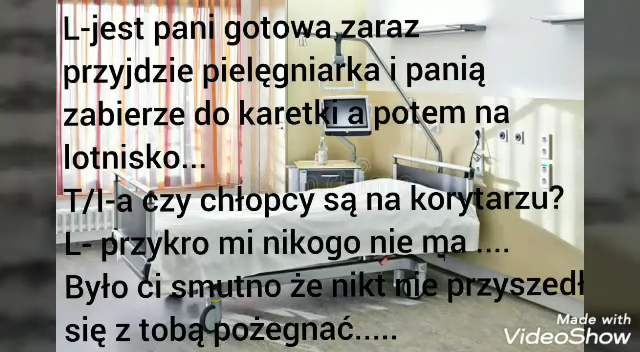 L-jest pani gotowa zaraz
przyjdzie pielęgniarka i panią
zabierze do karetki a potem na
lotnisko...
T/I-a czy chłopcy są na korytarzu?
L- przykro mi nikogo nie ma ....
Było ci smutno że nikt nie przyszedł
się z tobą pożegnać.....
Made with
VideoShow